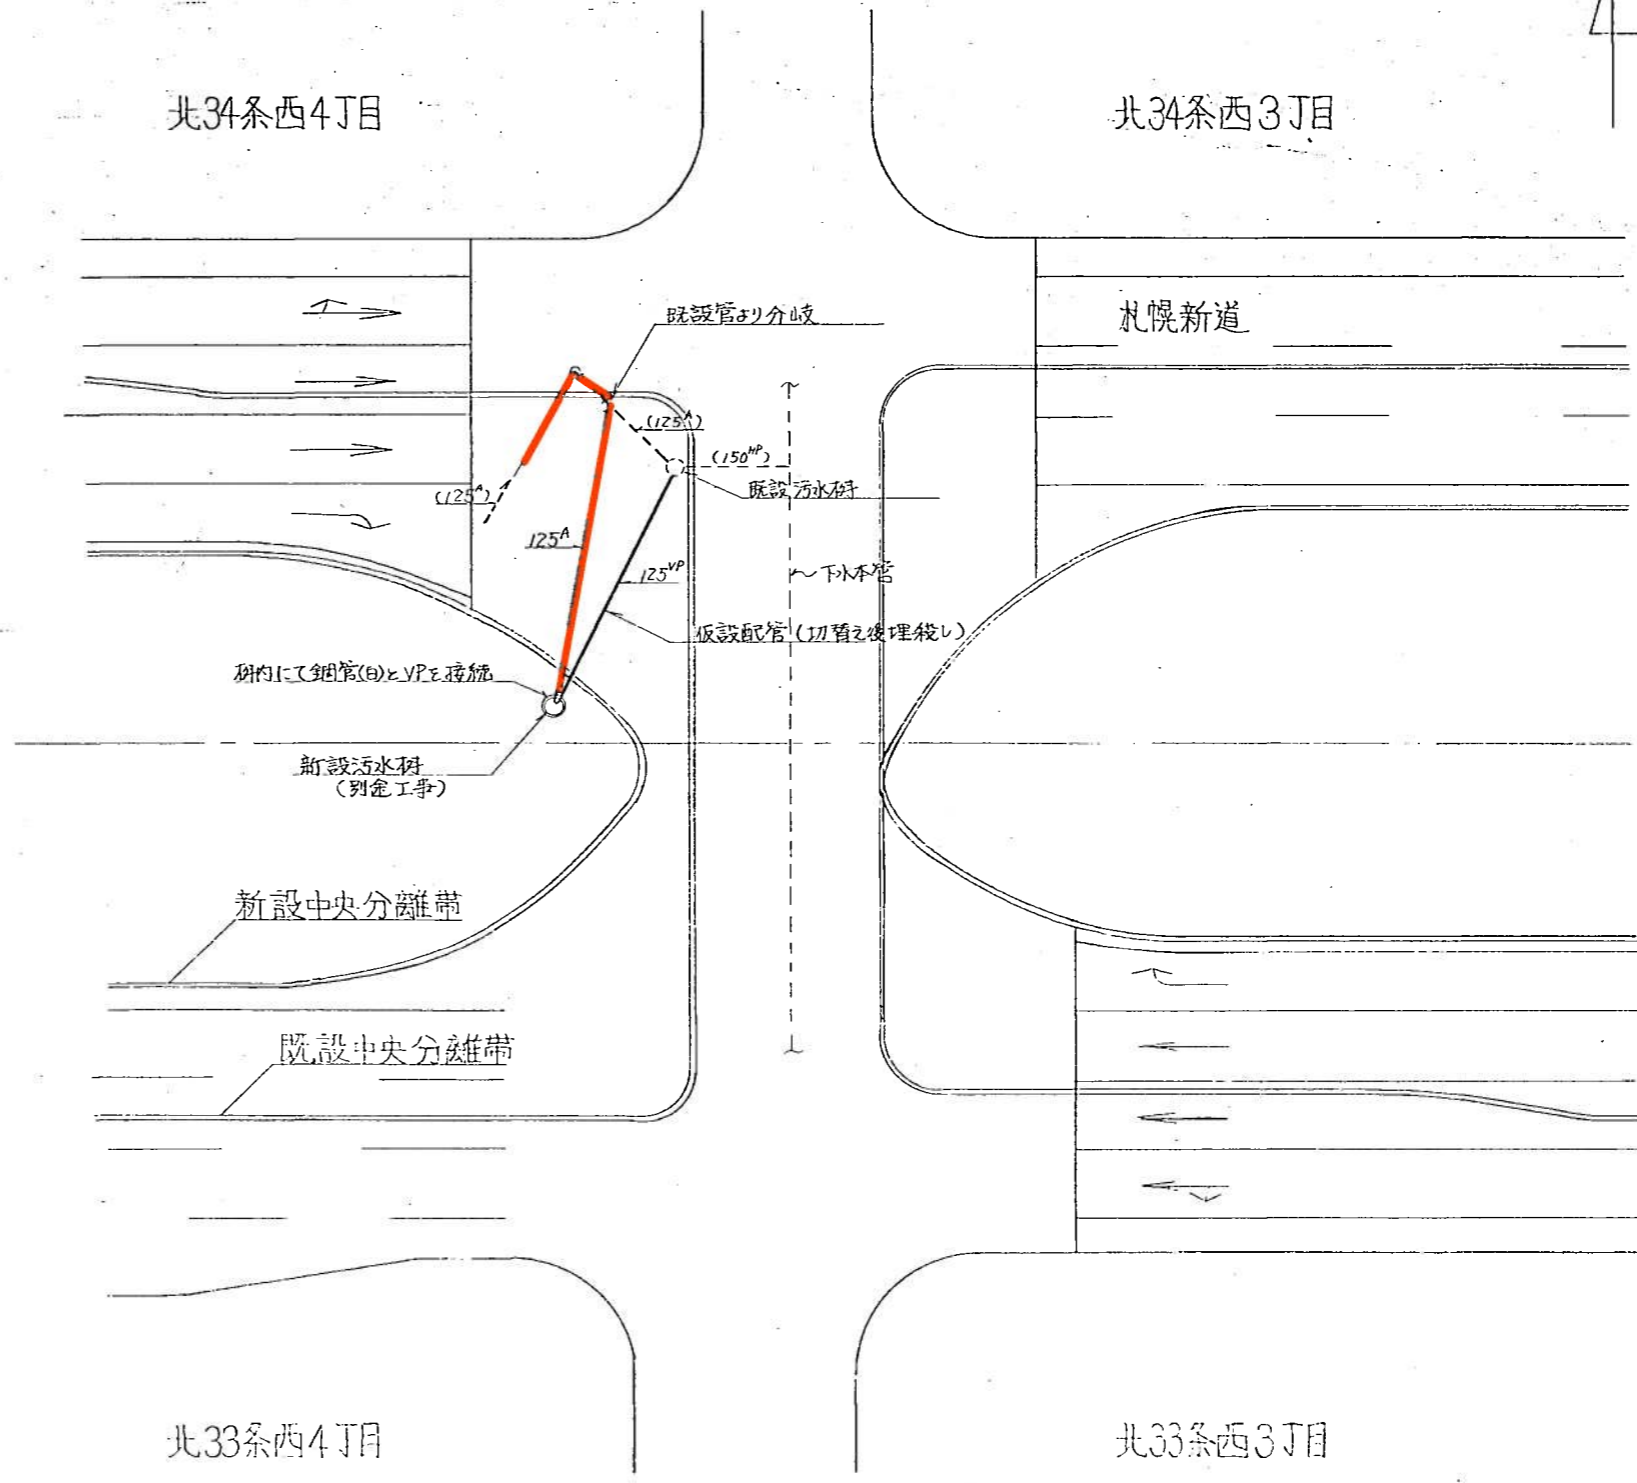 北34条西4丁目
北34条西3丁目
札幌新道
既設管より分岐
(125A)
(150HP)
既設汚水桝
(125A)
125A
125VP
下水本管
仮設配管(切替え後埋殺し)
桝内にて鋼管(白)とVPを接続
新設汚水桝
(別途工事)
新設中央分離帯
既設中央分離帯
北33条西4丁目
北33条西3丁目